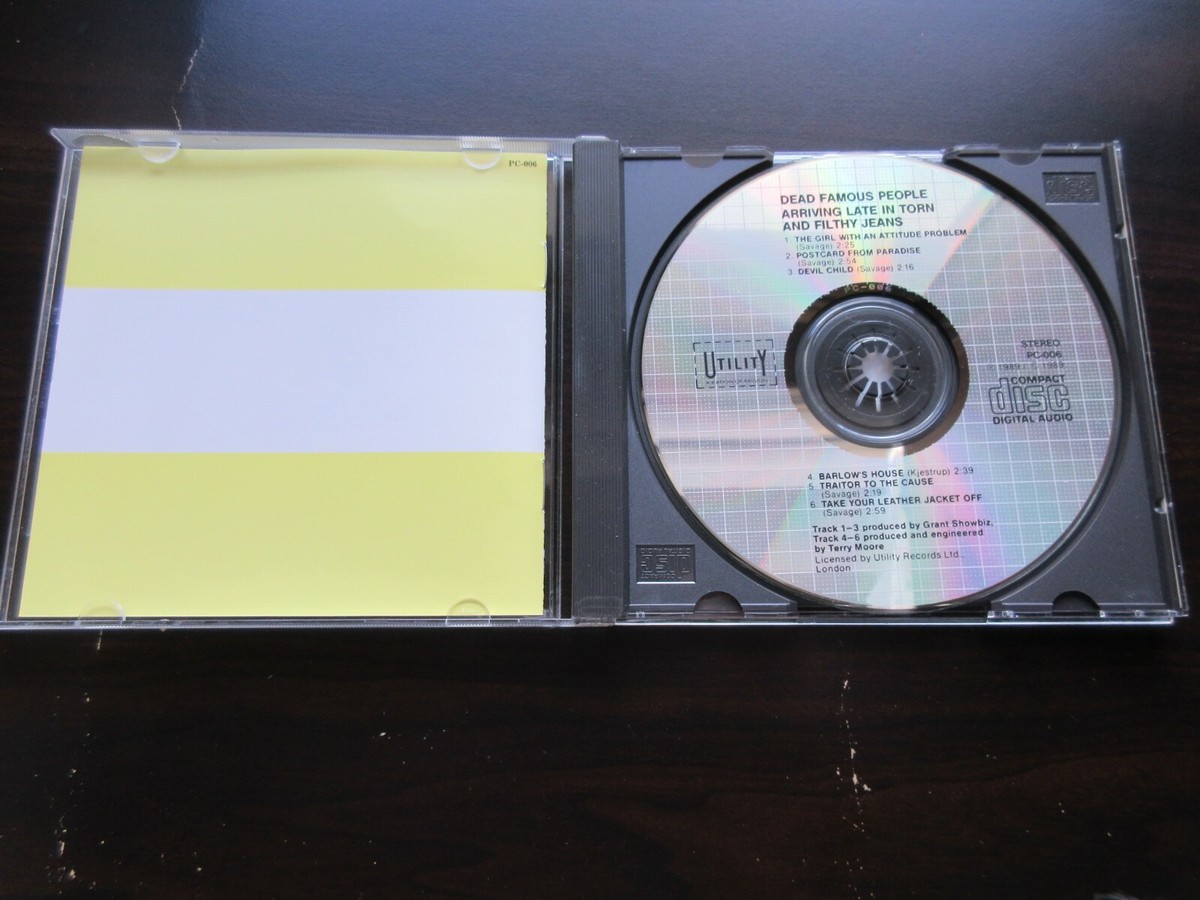 PC-006
DEAD FAMOUS PEOPLE
ARRIVING LATE IN TORN
AND FILTHY JEANS
1. THE GIRL WITH AN ATTITUDE PROBLEM
(Savage) 2:25
2. POSTCARD FROM PARADISE
(Savage) 2:54
3 DEVIL CHILD (Savage) 2:16
PC-006
UTILITY
STEREO
PC-006
℗ 1989 / © 1989
COMPACT
disc
DIGITAL AUDIO
4. BARLOW'S HOUSE (Kjestrup) 2:39
5. TRAITOR TO THE CAUSE
(Savage) 2:19
6. TAKE YOUR LEATHER JACKET OFF
(Savage) 2:59
Track 1–3 produced by Grant Showbiz,
Track 4–6 produced and engineered
by Terry Moore
Licensed by Utility Records Ltd.,
London